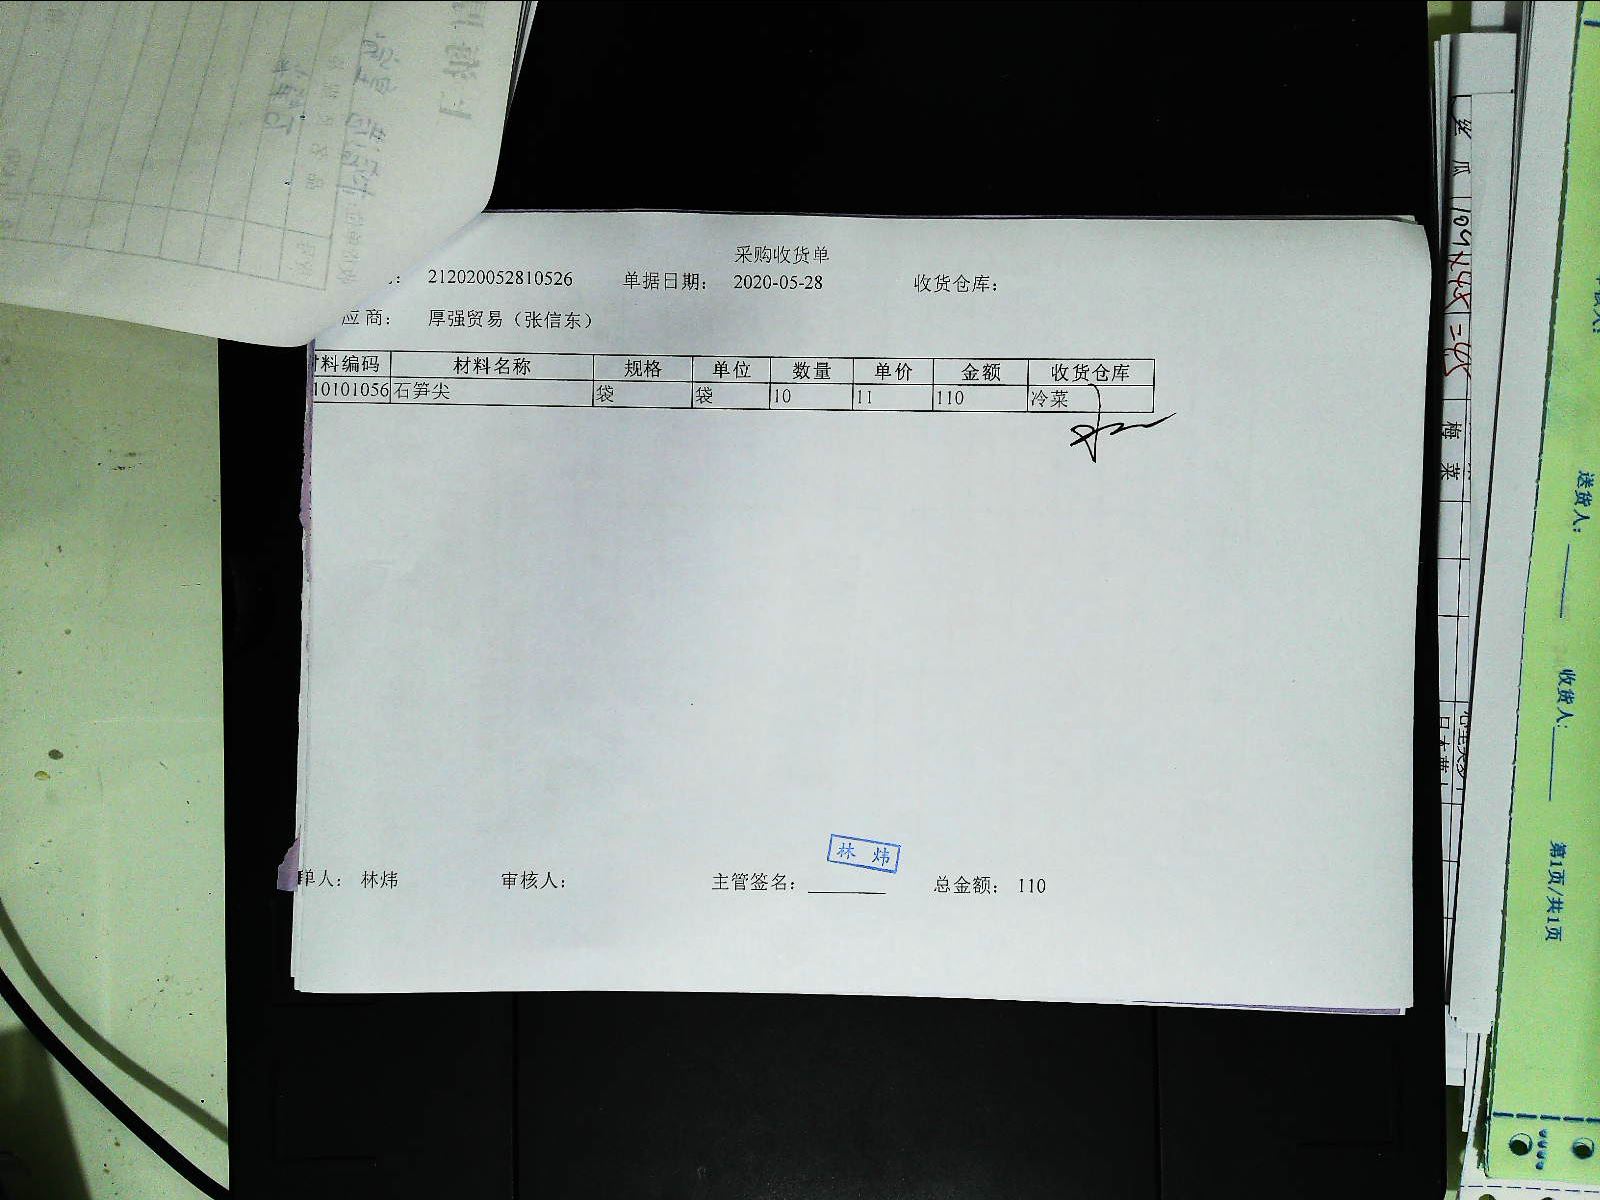 采购收货单
212020052810526 单据日期： 2020-05-28 收货仓库：
应商： 厚强贸易（张信东）
材料编码 材料名称 规格 单位 数量 单价 金额 收货仓库
10101056 石笋尖 袋 袋 10 11 110 冷菜
林 炜
单人： 林炜 审核人： 主管签名： 总金额： 110
梅菜
送货人：
收货人：
第1页/共1页